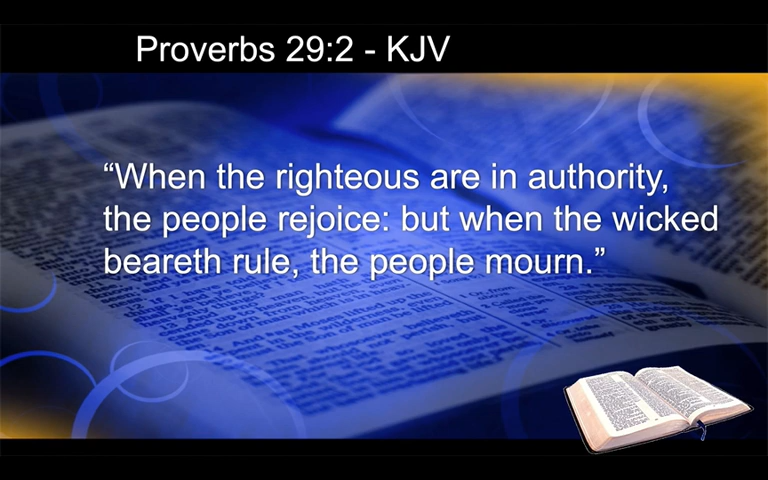 Proverbs 29:2 - KJV
“When the righteous are in authority,
the people rejoice: but when the wicked
beareth rule, the people mourn.”